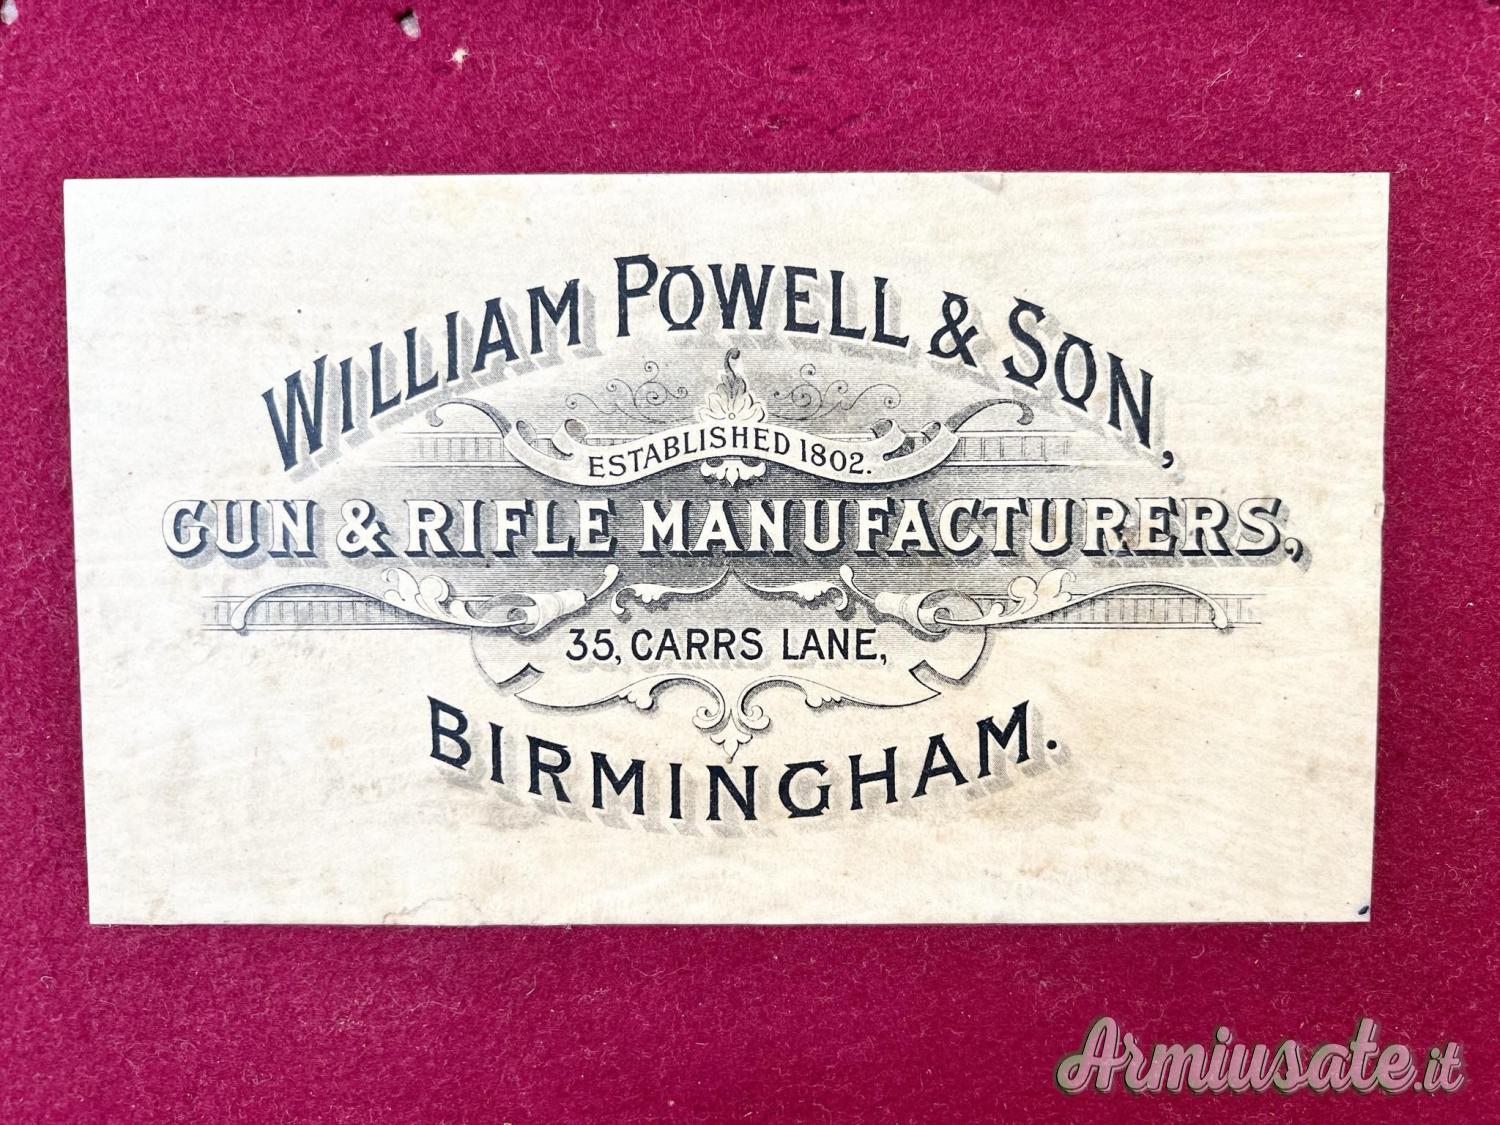 WILLIAM POWELL & SON,
ESTABLISHED 1802.
GUN & RIFLE MANUFACTURERS,
35, CARRS LANE,
BIRMINGHAM.
Armiusate.it